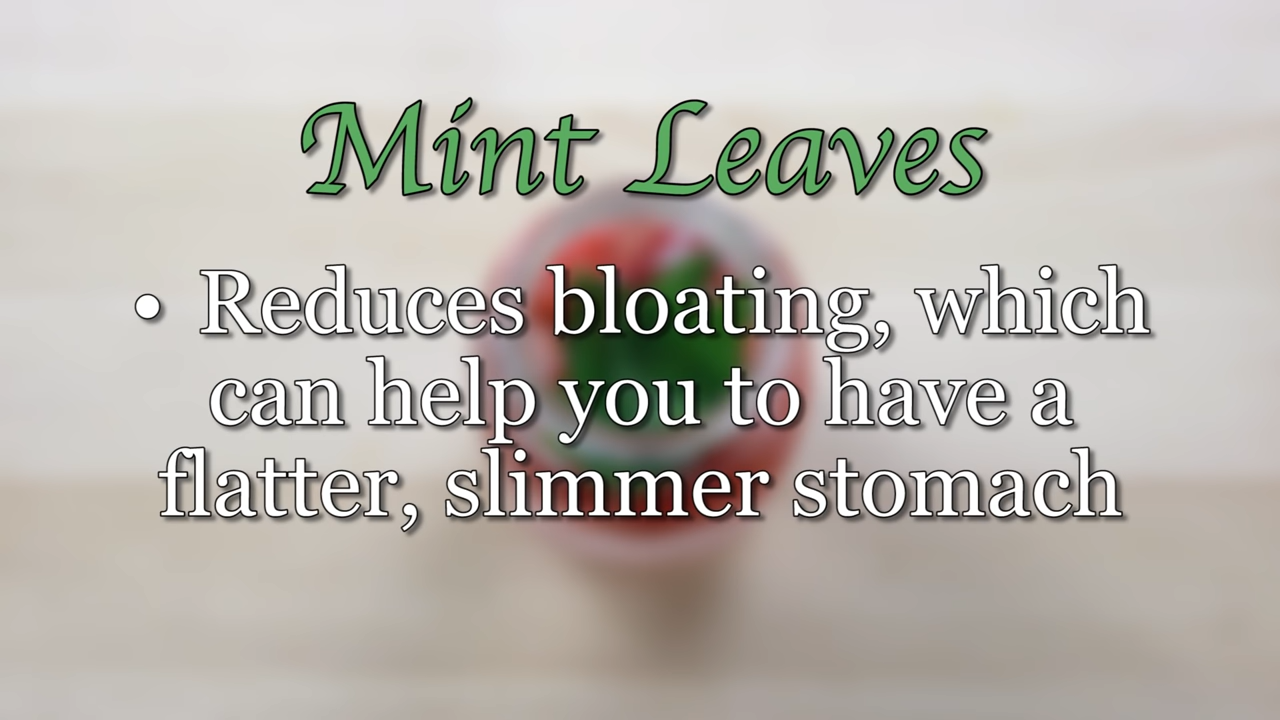 Mint Leaves
• Reduces bloating, which
can help you to have a
flatter, slimmer stomach